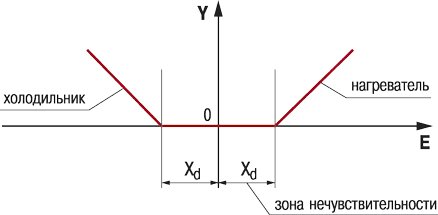 Y
холодильник
нагреватель
0
E
Xd
Xd
зона нечувствительности